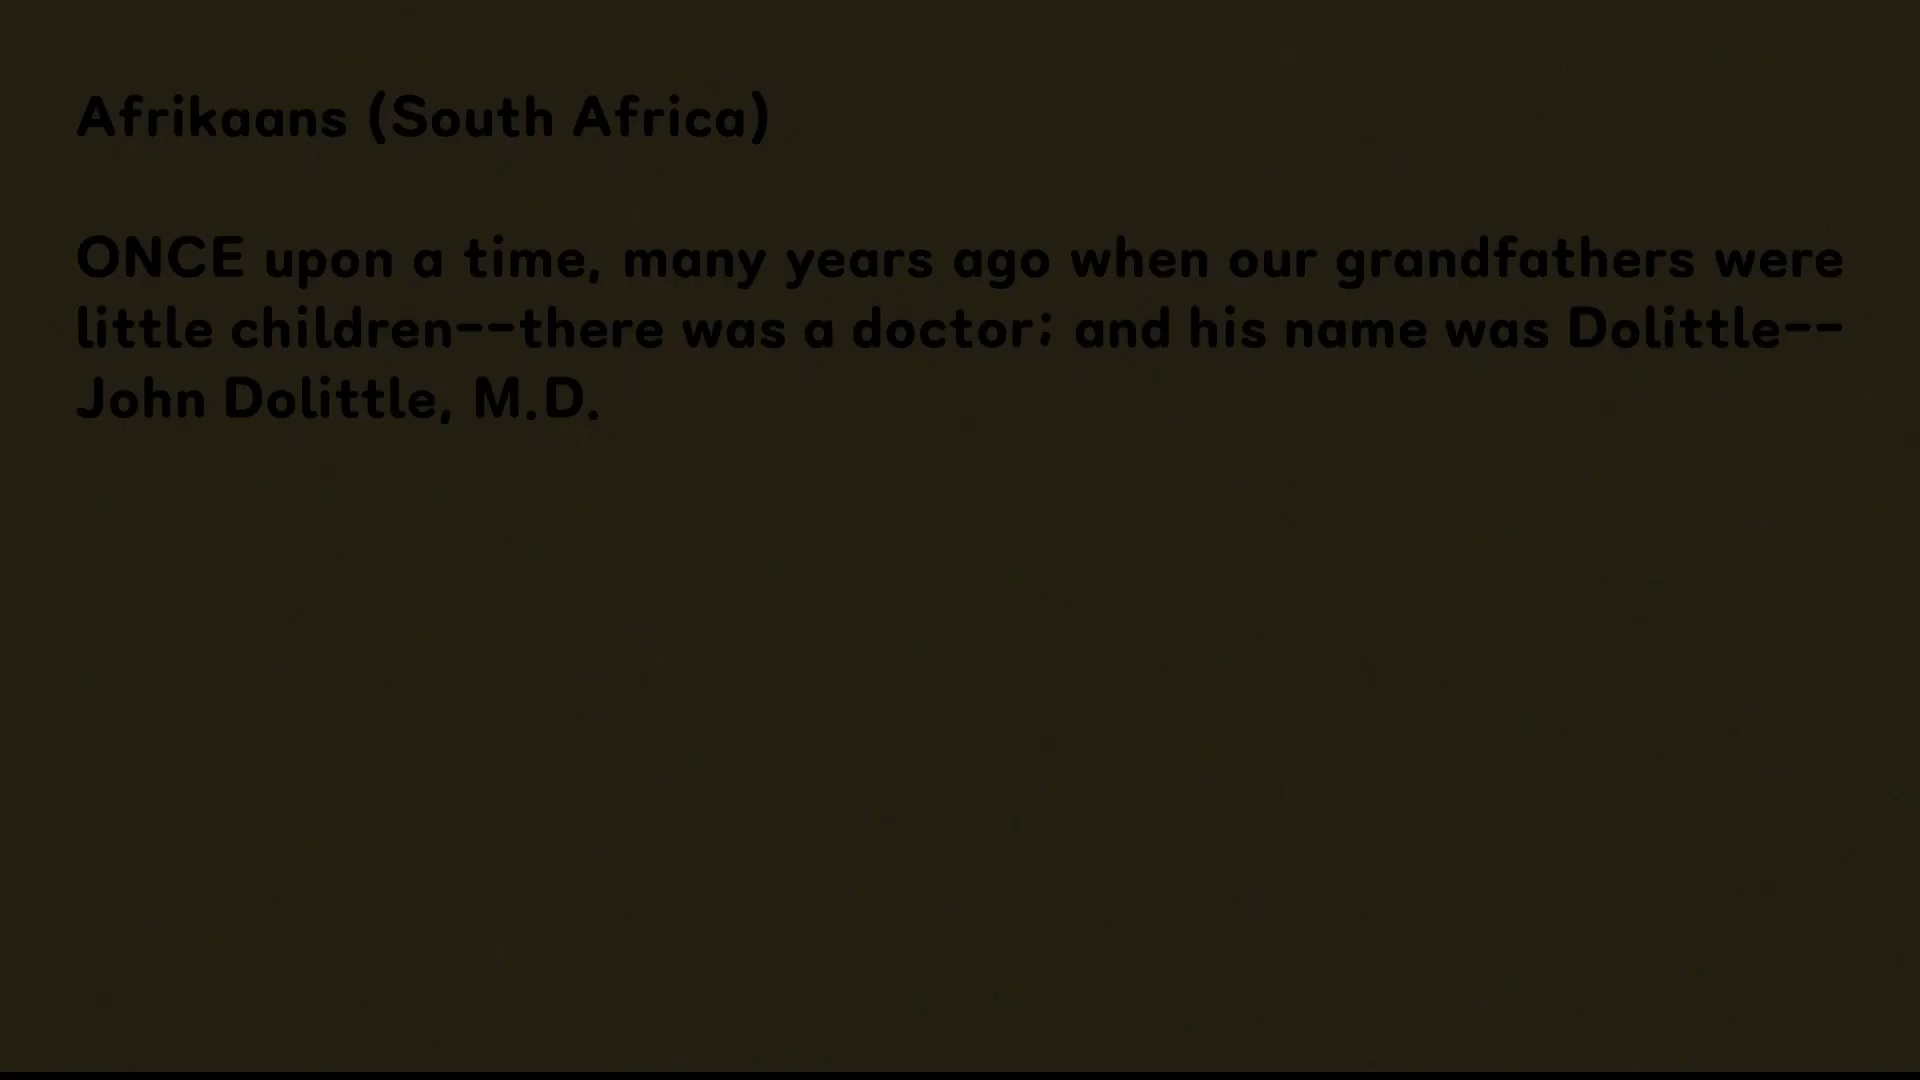 Afrikaans (South Africa)
ONCE upon a time, many years ago when our grandfathers were
little children--there was a doctor; and his name was Dolittle--
John Dolittle, M.D.